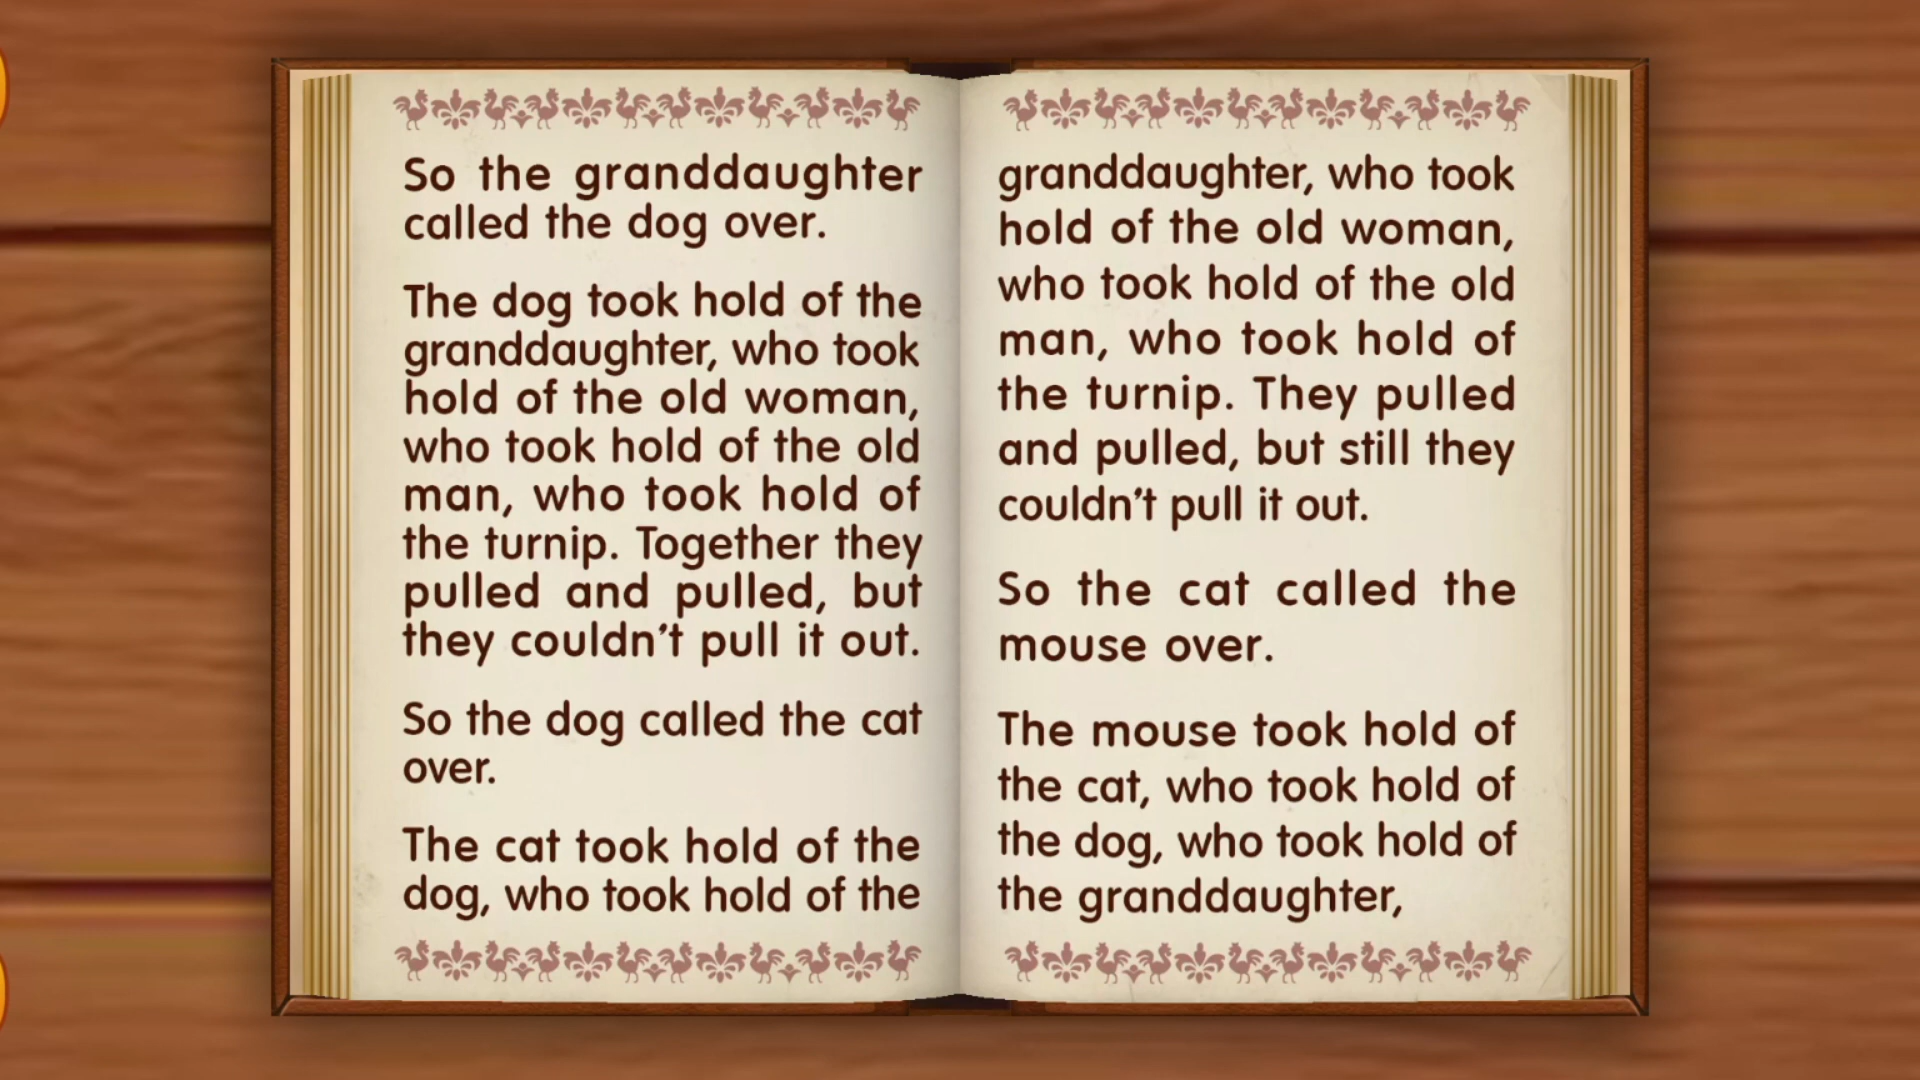 So the granddaughter
called the dog over.
The dog took hold of the
granddaughter, who took
hold of the old woman,
who took hold of the old
man, who took hold of
the turnip. Together they
pulled and pulled, but
they couldn’t pull it out.
So the dog called the cat
over.
The cat took hold of the
dog, who took hold of the
granddaughter, who took
hold of the old woman,
who took hold of the old
man, who took hold of
the turnip. They pulled
and pulled, but still they
couldn’t pull it out.
So the cat called the
mouse over.
The mouse took hold of
the cat, who took hold of
the dog, who took hold of
the granddaughter,